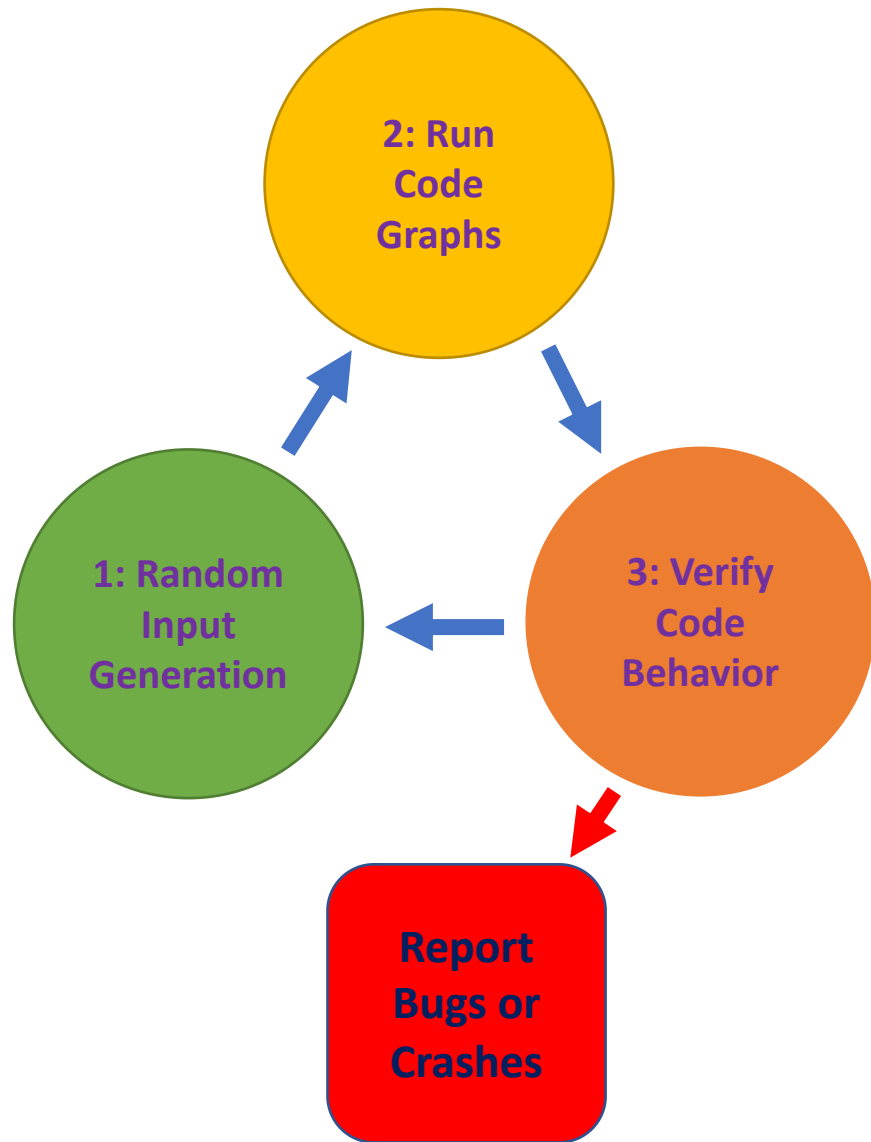 2: Run
Code
Graphs
1: Random
Input
Generation
3: Verify
Code
Behavior
Report
Bugs or
Crashes